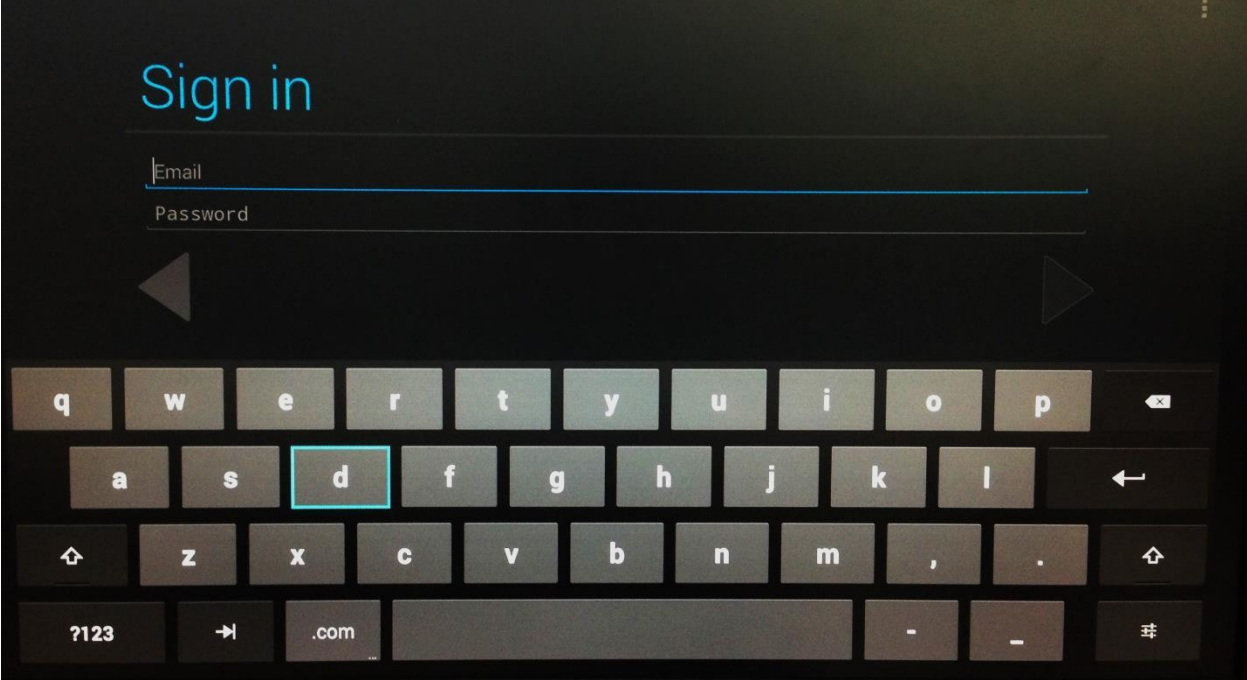 Sign in
Email
Password
q w e r t y u i o p
a s d f g h j k l
z x c v b n m , .
?123 .com - _